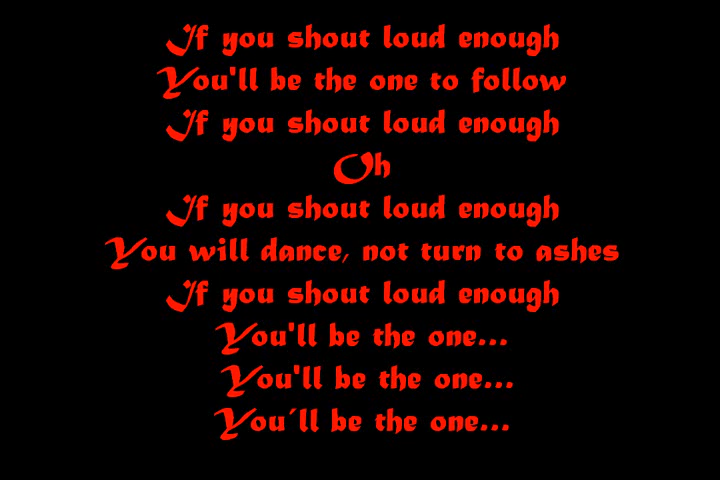 If you shout loud enough
You'll be the one to follow
If you shout loud enough
Oh
If you shout loud enough
You will dance, not turn to ashes
If you shout loud enough
You'll be the one...
You'll be the one...
You´ll be the one...